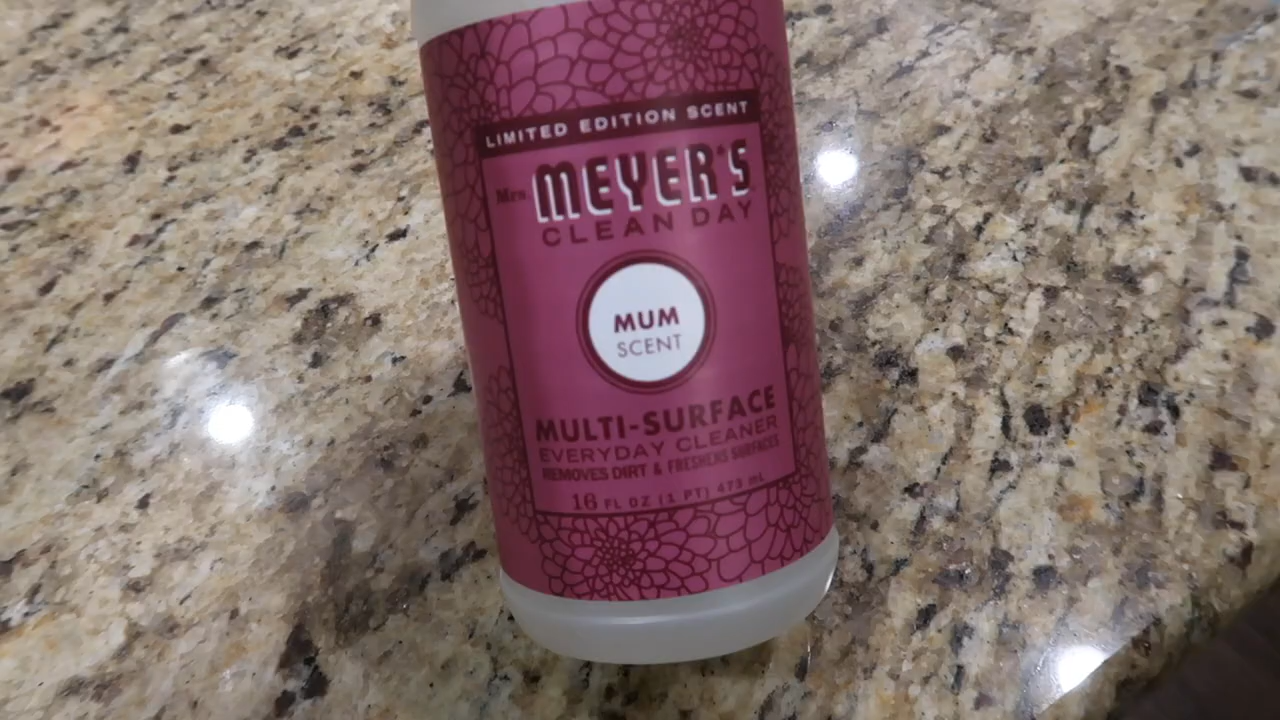 LIMITED EDITION SCENT
Mrs. MEYER'S
CLEAN DAY
MUM
SCENT
MULTI-SURFACE
EVERYDAY CLEANER
REMOVES DIRT & FRESHENS SURFACES
16 FL OZ (1 PT) 473 mL